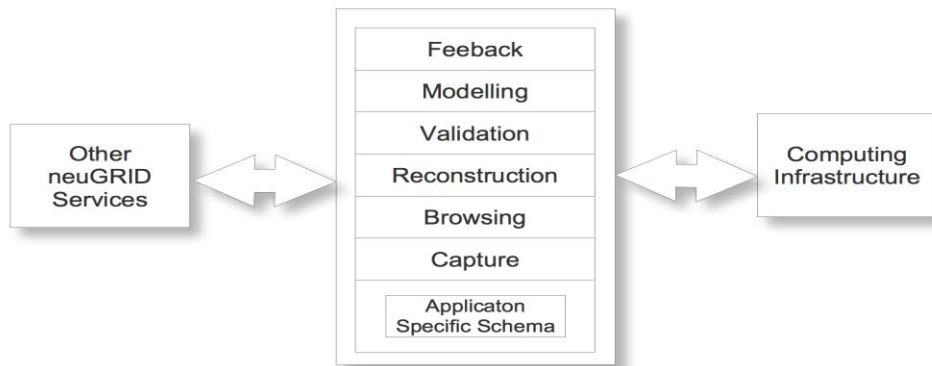 Other
neuGRID
Services
Feeback
Modelling
Validation
Reconstruction
Browsing
Capture
Applicaton
Specific Schema
Computing
Infrastructure